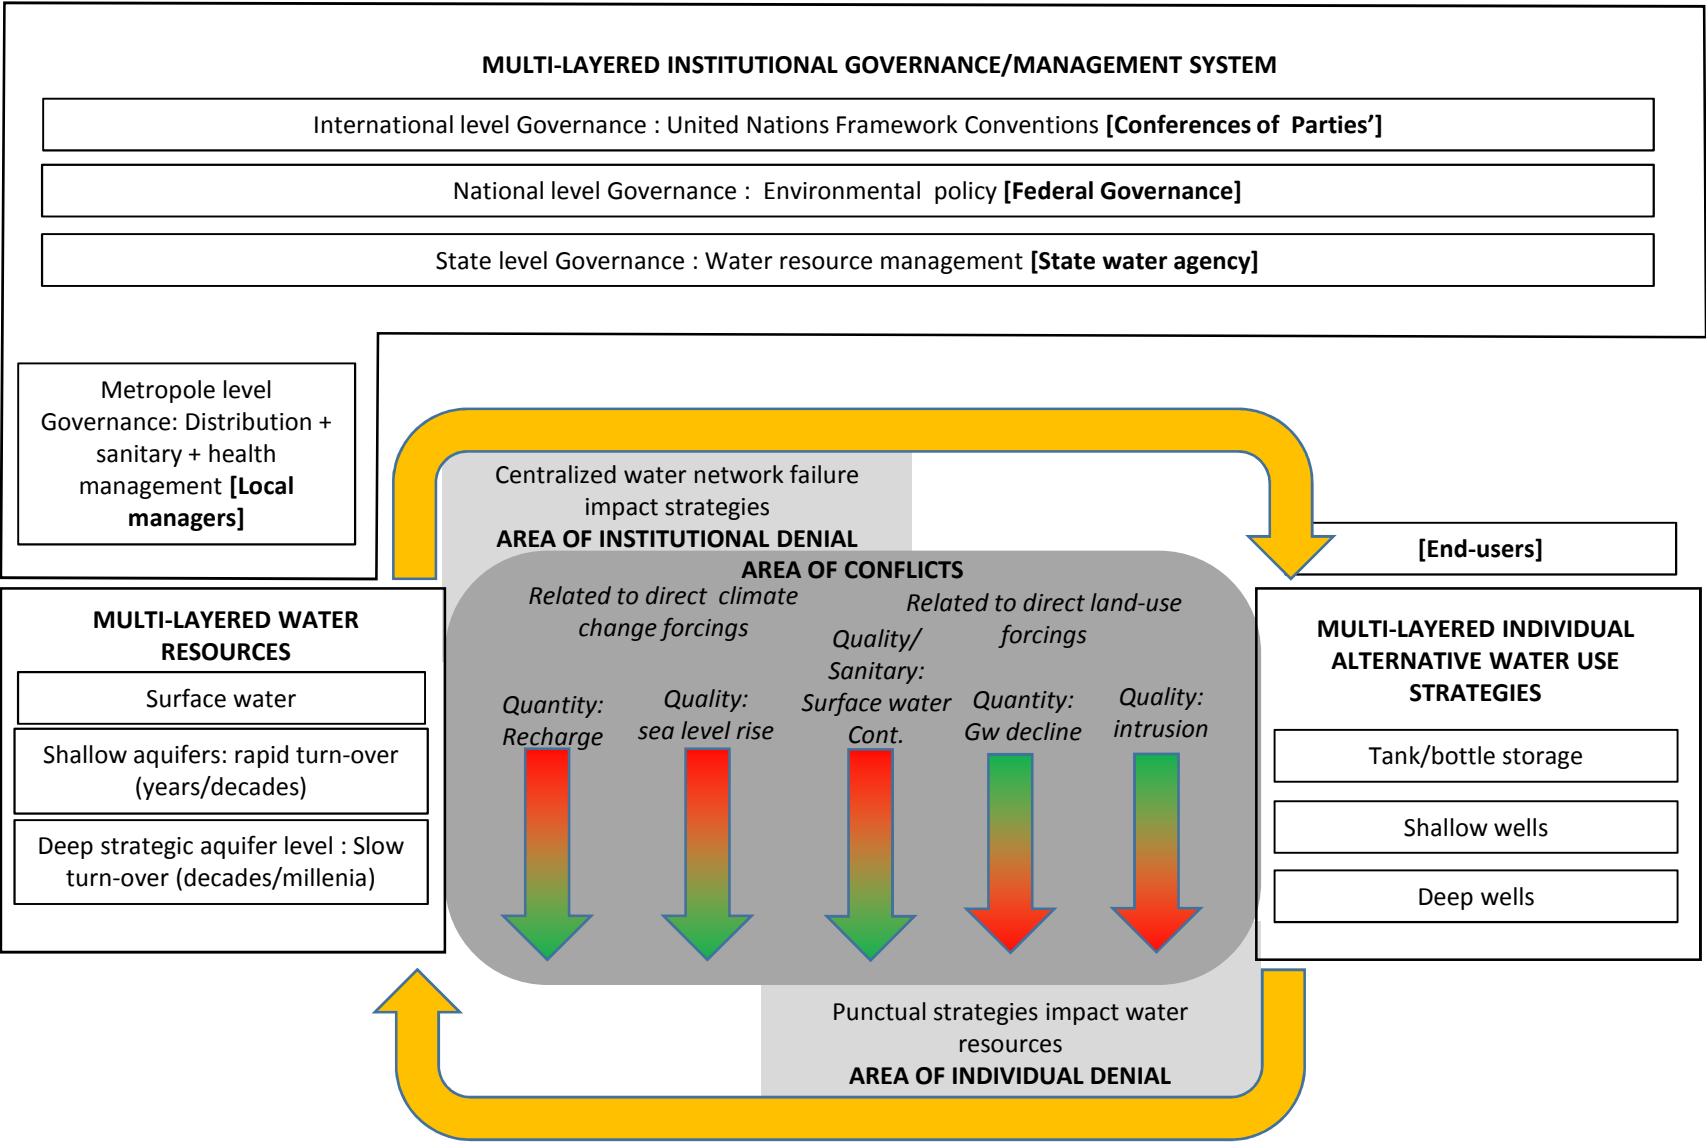 MULTI-LAYERED INSTITUTIONAL GOVERNANCE/MANAGEMENT SYSTEM
International level Governance : United Nations Framework Conventions [Conferences of Parties’]
National level Governance : Environmental policy [Federal Governance]
State level Governance : Water resource management [State water agency]
Metropole level
Governance: Distribution +
sanitary + health
management [Local
managers]
Centralized water network failure
impact strategies
AREA OF INSTITUTIONAL DENIAL
[End-users]
AREA OF CONFLICTS
Related to direct climate
change forcings
Related to direct land-use
forcings
Quantity:
Recharge
Quality:
sea level rise
Quality/
Sanitary:
Surface water
Cont.
Quantity:
Gw decline
Quality:
intrusion
MULTI-LAYERED WATER
RESOURCES
Surface water
Shallow aquifers: rapid turn-over
(years/decades)
Deep strategic aquifer level : Slow
turn-over (decades/millenia)
MULTI-LAYERED INDIVIDUAL
ALTERNATIVE WATER USE
STRATEGIES
Tank/bottle storage
Shallow wells
Deep wells
Punctual strategies impact water
resources
AREA OF INDIVIDUAL DENIAL